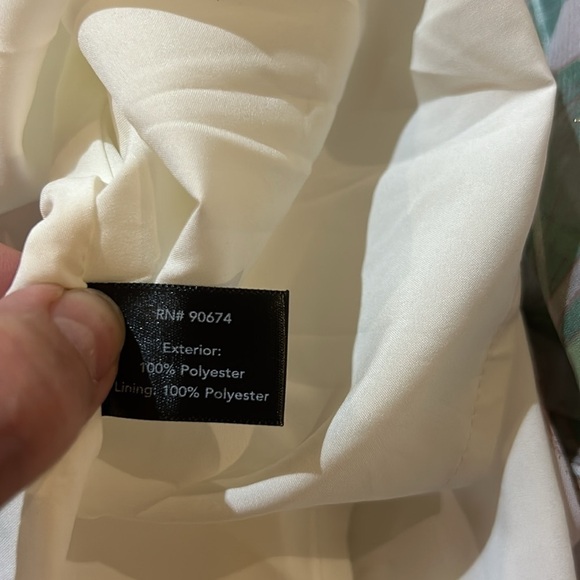 RN# 90674
Exterior:
100% Polyester
Lining: 100% Polyester